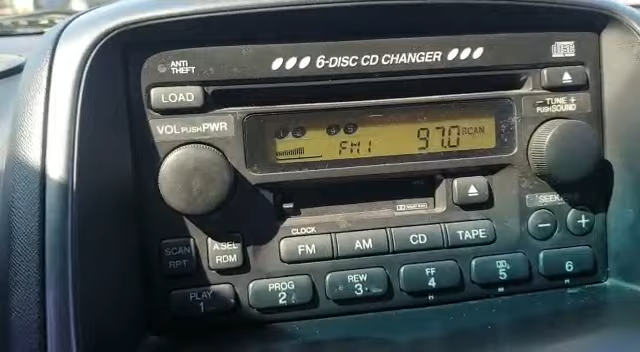 ANTI
THEFT
6-DISC CD CHANGER
LOAD
VOL PUSH PWR
— TUNE +
PUSH SOUND
FM1 97.0 SCAN
SEEK
CLOCK
FM AM CD TAPE
SCAN
RPT
A.SEL
RDM
PLAY
1
PROG
2
REW
3
FF
4
5
6